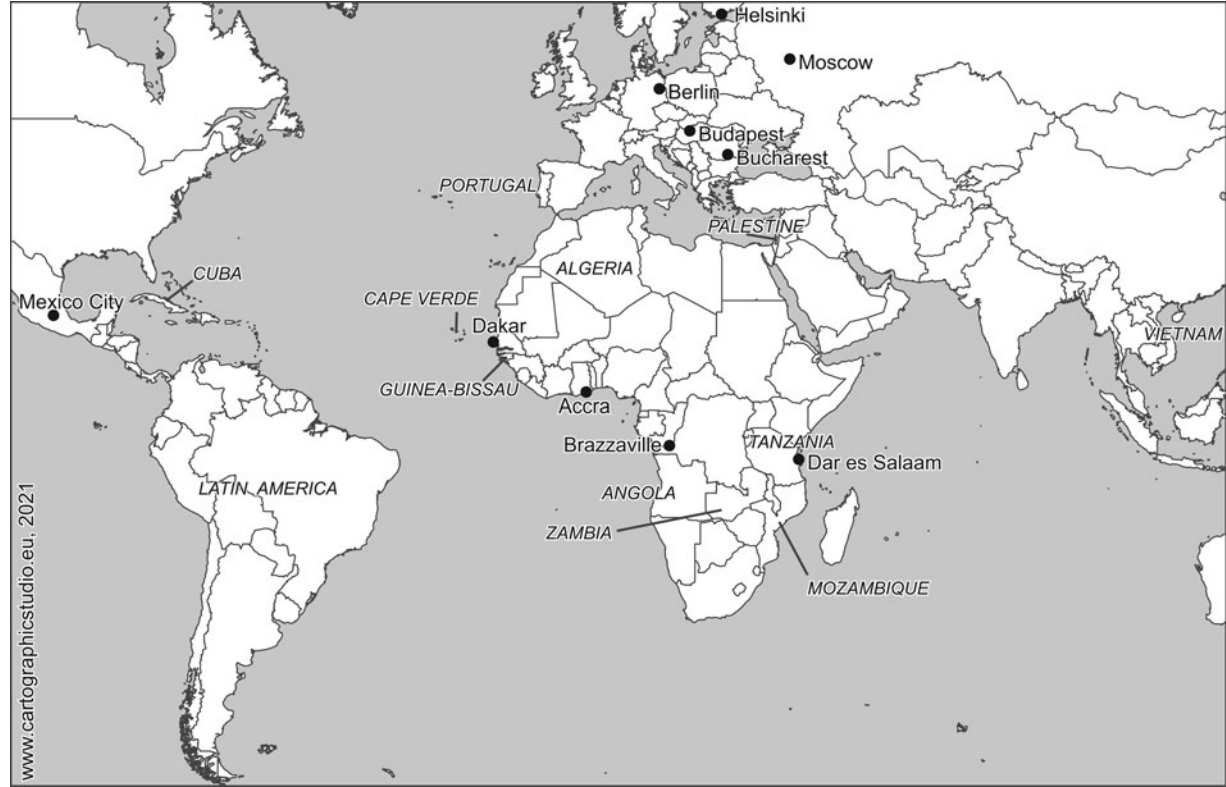 Helsinki
Moscow
Berlin
Budapest
Bucharest
PORTUGAL
PALESTINE
ALGERIA
CUBA
CAPE VERDE
Mexico City
Dakar
VIETNAM
GUINEA-BISSAU
Accra
TANZANIA
Brazzaville
Dar es Salaam
LATIN AMERICA
ANGOLA
ZAMBIA
MOZAMBIQUE
www.cartographicstudio.eu, 2021